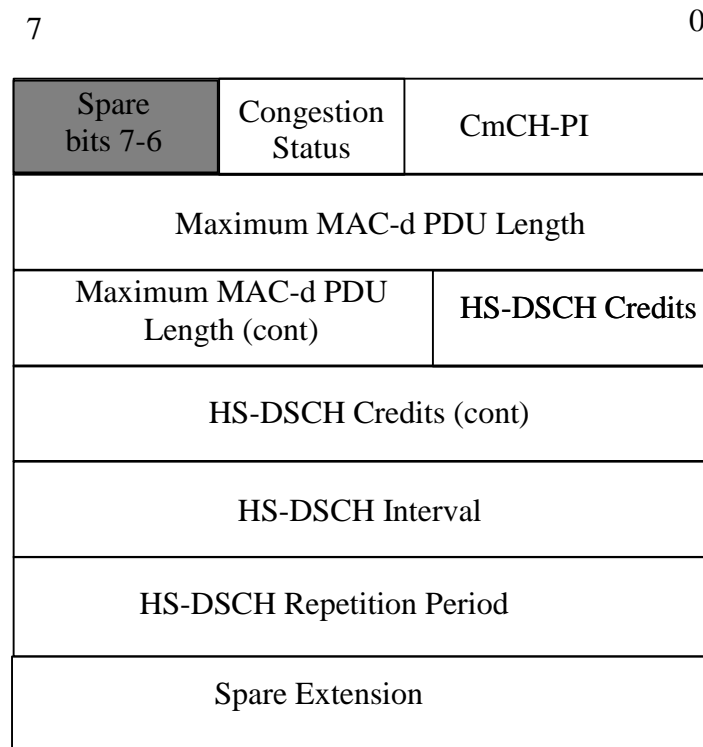 7
0
Spare
bits 7-6
Congestion
Status
CmCH-PI
Maximum MAC-d PDU Length
Maximum MAC-d PDU
Length (cont)
HS-DSCH Credits
HS-DSCH Credits (cont)
HS-DSCH Interval
HS-DSCH Repetition Period
Spare Extension